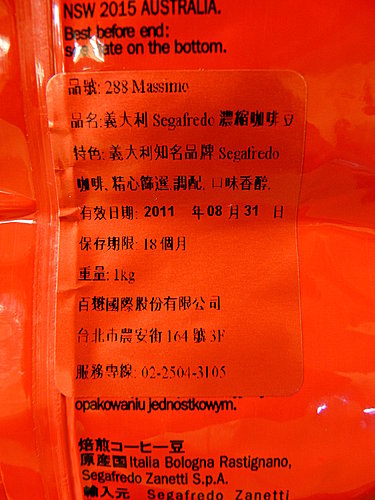 NSW 2015 AUSTRALIA.
Best before end:
see date on the bottom.
品號: 288 Massimo
品名:義大利 Segafredo 濃縮咖啡豆
特色: 義大利知名品牌 Segafredo
咖啡, 精心篩選,調配, 口味香醇.
有效日期: 2011 年 08 月 31 日
保存期限: 18 個月
重量: 1kg
百燉國際股份有限公司
台北市農安街 164 號 3F
服務專線: 02-2504-3105
opakowaniu jednostkowym.
焙煎コーヒー豆
原産国 Italia Bologna Rastignano,
Segafredo Zanetti S.p.A.
輸入元 Segafredo Zanetti